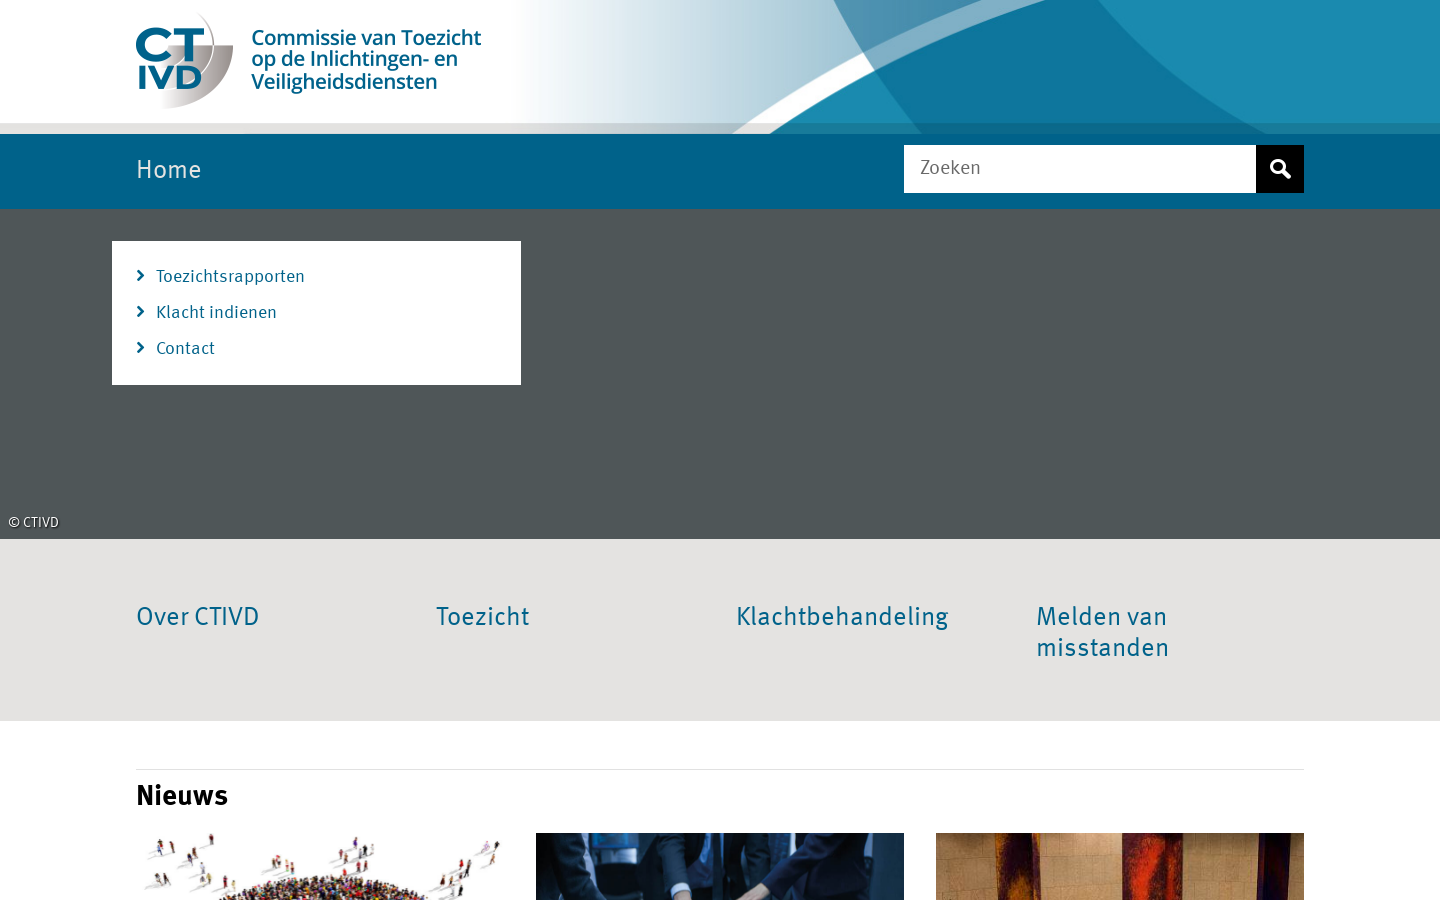 CT
IVD
Commissie van Toezicht
op de Inlichtingen- en
Veiligheidsdiensten
Home
Zoeken
Toezichtsrapporten
Klacht indienen
Contact
© CTIVD
Over CTIVD
Toezicht
Klachtbehandeling
Melden van
misstanden
Nieuws